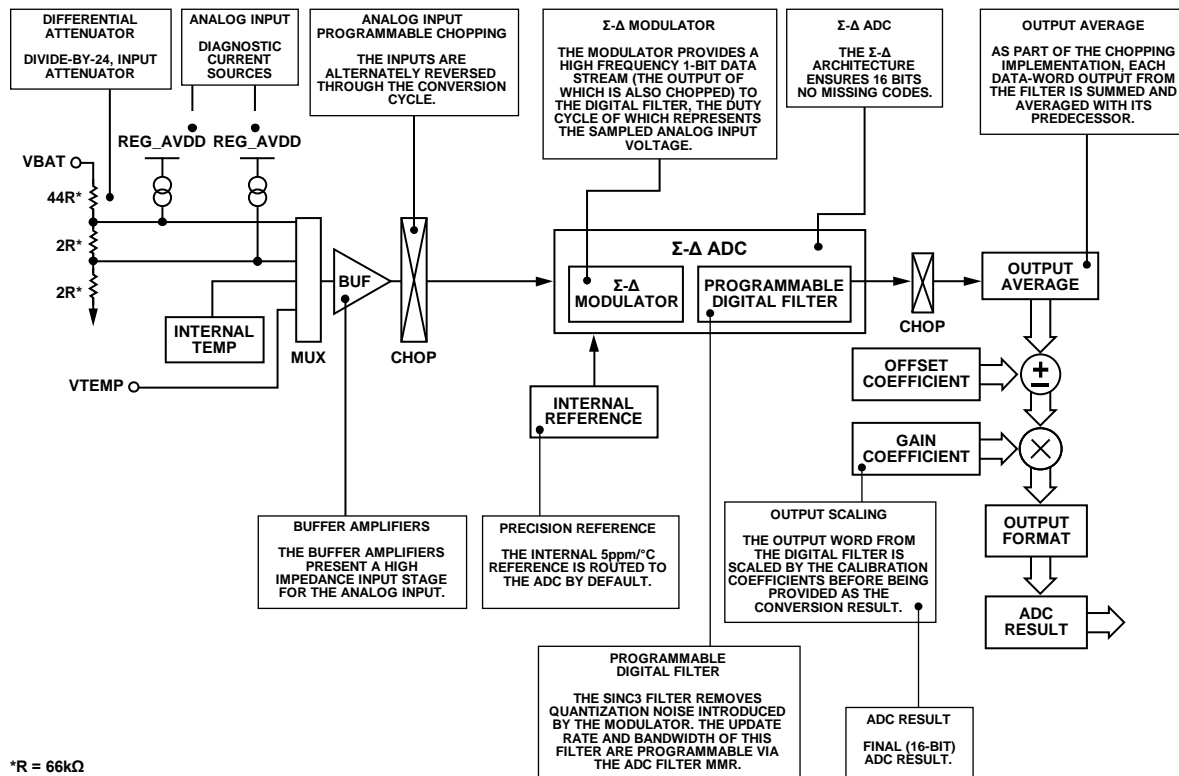 DIFFERENTIAL
ATTENUATOR
DIVIDE-BY-24, INPUT
ATTENUATOR
ANALOG INPUT
DIAGNOSTIC
CURRENT
SOURCES
ANALOG INPUT
PROGRAMMABLE CHOPPING
THE INPUTS ARE
ALTERNATELY REVERSED
THROUGH THE CONVERSION
CYCLE.
Σ-Δ MODULATOR
THE MODULATOR PROVIDES A
HIGH FREQUENCY 1-BIT DATA
STREAM (THE OUTPUT OF
WHICH IS ALSO CHOPPED) TO
THE DIGITAL FILTER, THE DUTY
CYCLE OF WHICH REPRESENTS
THE SAMPLED ANALOG INPUT
VOLTAGE.
Σ-Δ ADC
THE Σ-Δ
ARCHITECTURE
ENSURES 16 BITS
NO MISSING CODES.
OUTPUT AVERAGE
AS PART OF THE CHOPPING
IMPLEMENTATION, EACH
DATA-WORD OUTPUT FROM
THE FILTER IS SUMMED AND
AVERAGED WITH ITS
PREDECESSOR.
REG_AVDD
REG_AVDD
VBAT
44R*
2R*
2R*
INTERNAL
TEMP
VTEMP
MUX
BUF
CHOP
Σ-Δ ADC
Σ-Δ
MODULATOR
PROGRAMMABLE
DIGITAL FILTER
CHOP
OUTPUT
AVERAGE
INTERNAL
REFERENCE
OFFSET
COEFFICIENT
±
GAIN
COEFFICIENT
×
OUTPUT
FORMAT
ADC
RESULT
BUFFER AMPLIFIERS
THE BUFFER AMPLIFIERS
PRESENT A HIGH
IMPEDANCE INPUT STAGE
FOR THE ANALOG INPUT.
PRECISION REFERENCE
THE INTERNAL 5ppm/°C
REFERENCE IS ROUTED TO
THE ADC BY DEFAULT.
OUTPUT SCALING
THE OUTPUT WORD FROM
THE DIGITAL FILTER IS
SCALED BY THE CALIBRATION
COEFFICIENTS BEFORE BEING
PROVIDED AS THE
CONVERSION RESULT.
PROGRAMMABLE
DIGITAL FILTER
THE SINC3 FILTER REMOVES
QUANTIZATION NOISE INTRODUCED
BY THE MODULATOR. THE UPDATE
RATE AND BANDWIDTH OF THIS
FILTER ARE PROGRAMMABLE VIA
THE ADC FILTER MMR.
ADC RESULT
FINAL (16-BIT)
ADC RESULT.
*R = 66kΩ